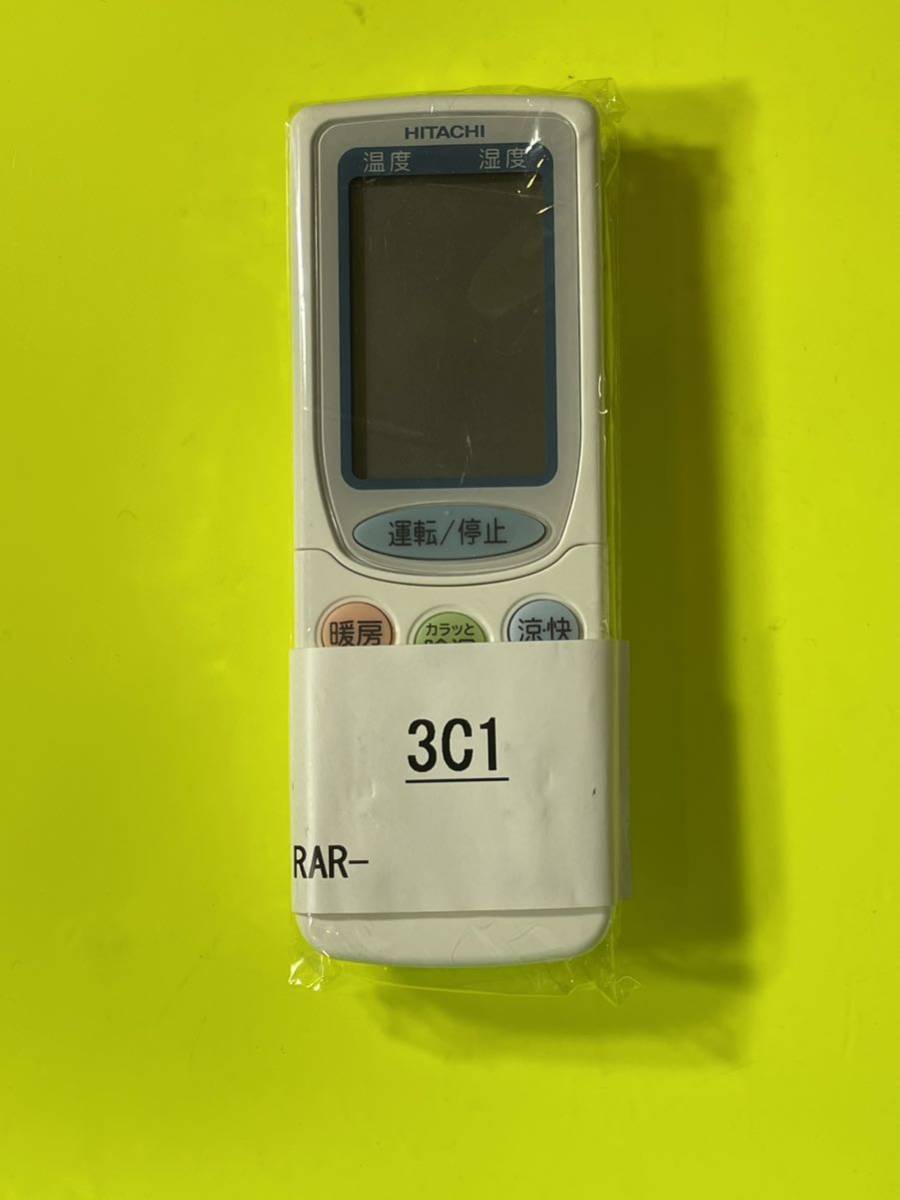 HITACHI
温度 湿度
運転/停止
暖房 カラッと 涼・快
3C1
RAR-